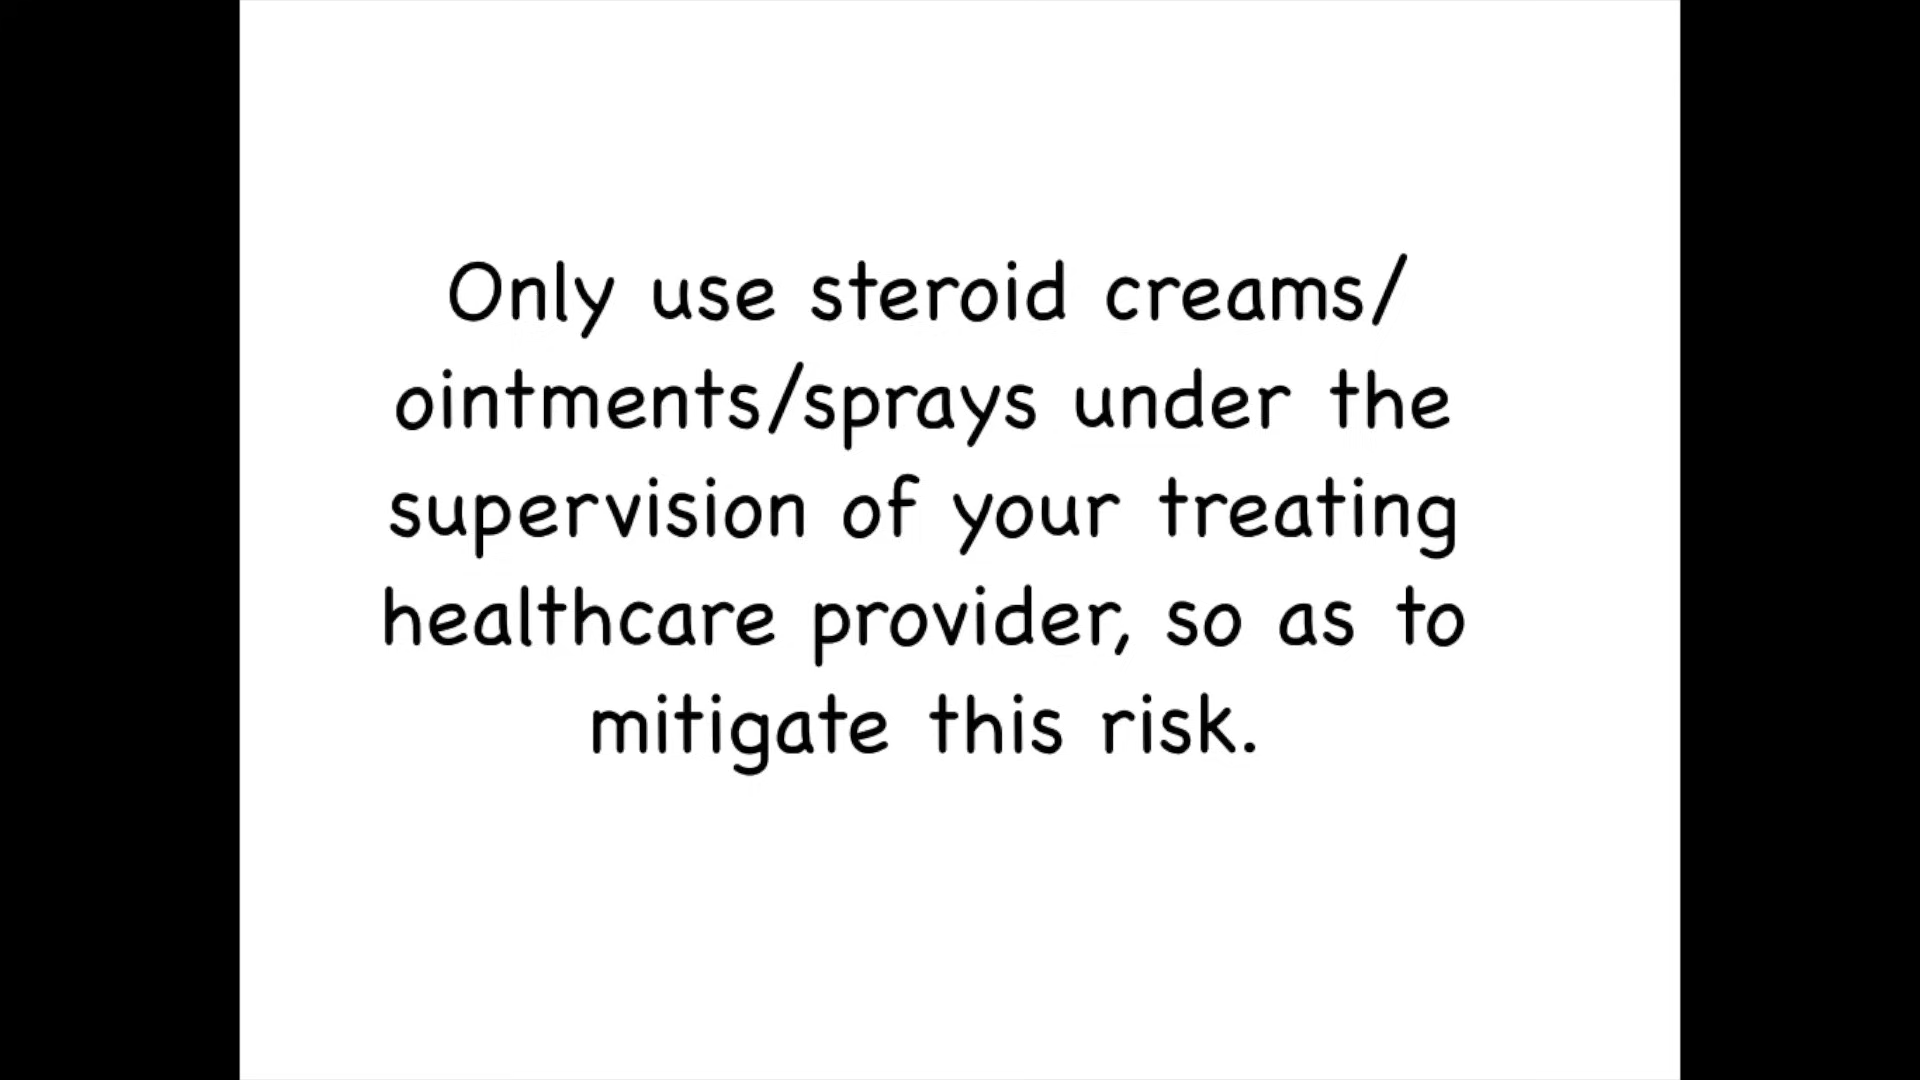 Only use steroid creams/
ointments/sprays under the
supervision of your treating
healthcare provider, so as to
mitigate this risk.